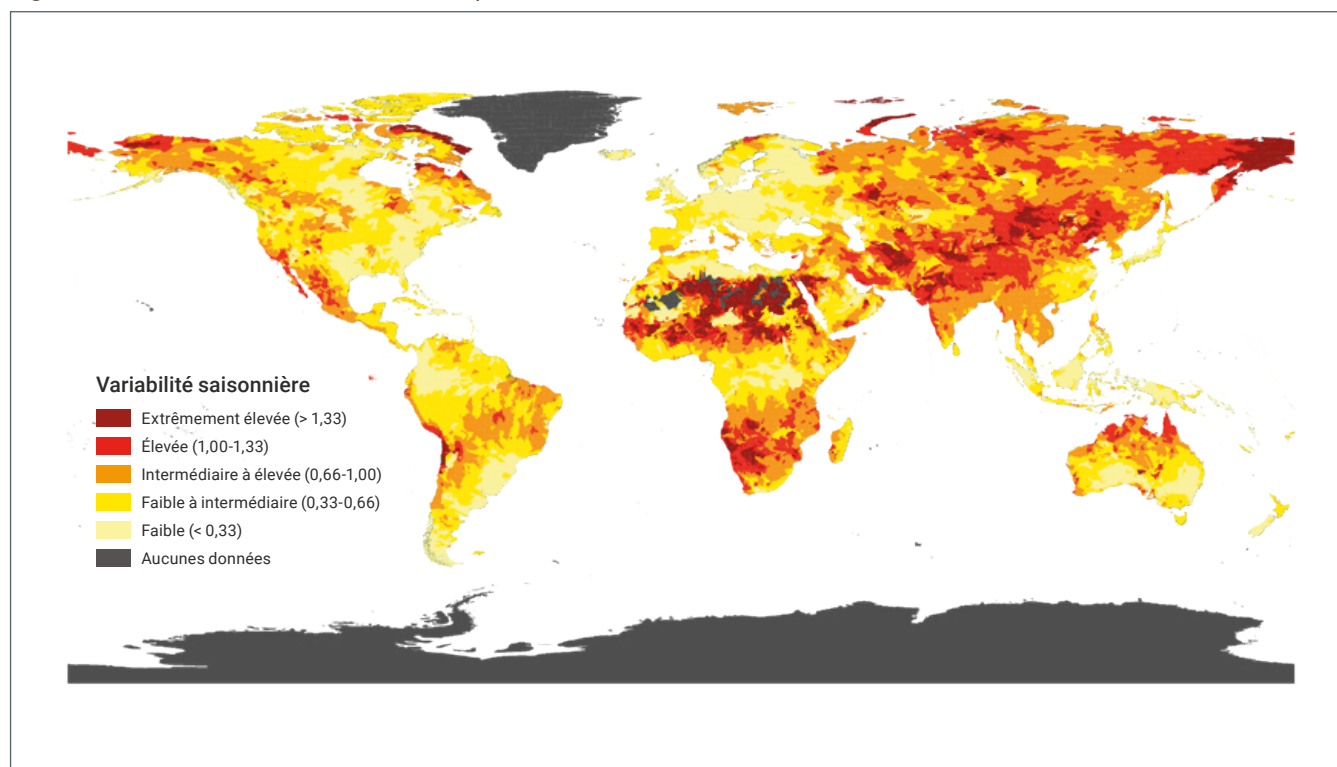 Variabilité saisonnière
Extrêmement élevée (> 1,33)
Élevée (1,00-1,33)
Intermédiaire à élevée (0,66-1,00)
Faible à intermédiaire (0,33-0,66)
Faible (< 0,33)
Aucunes données